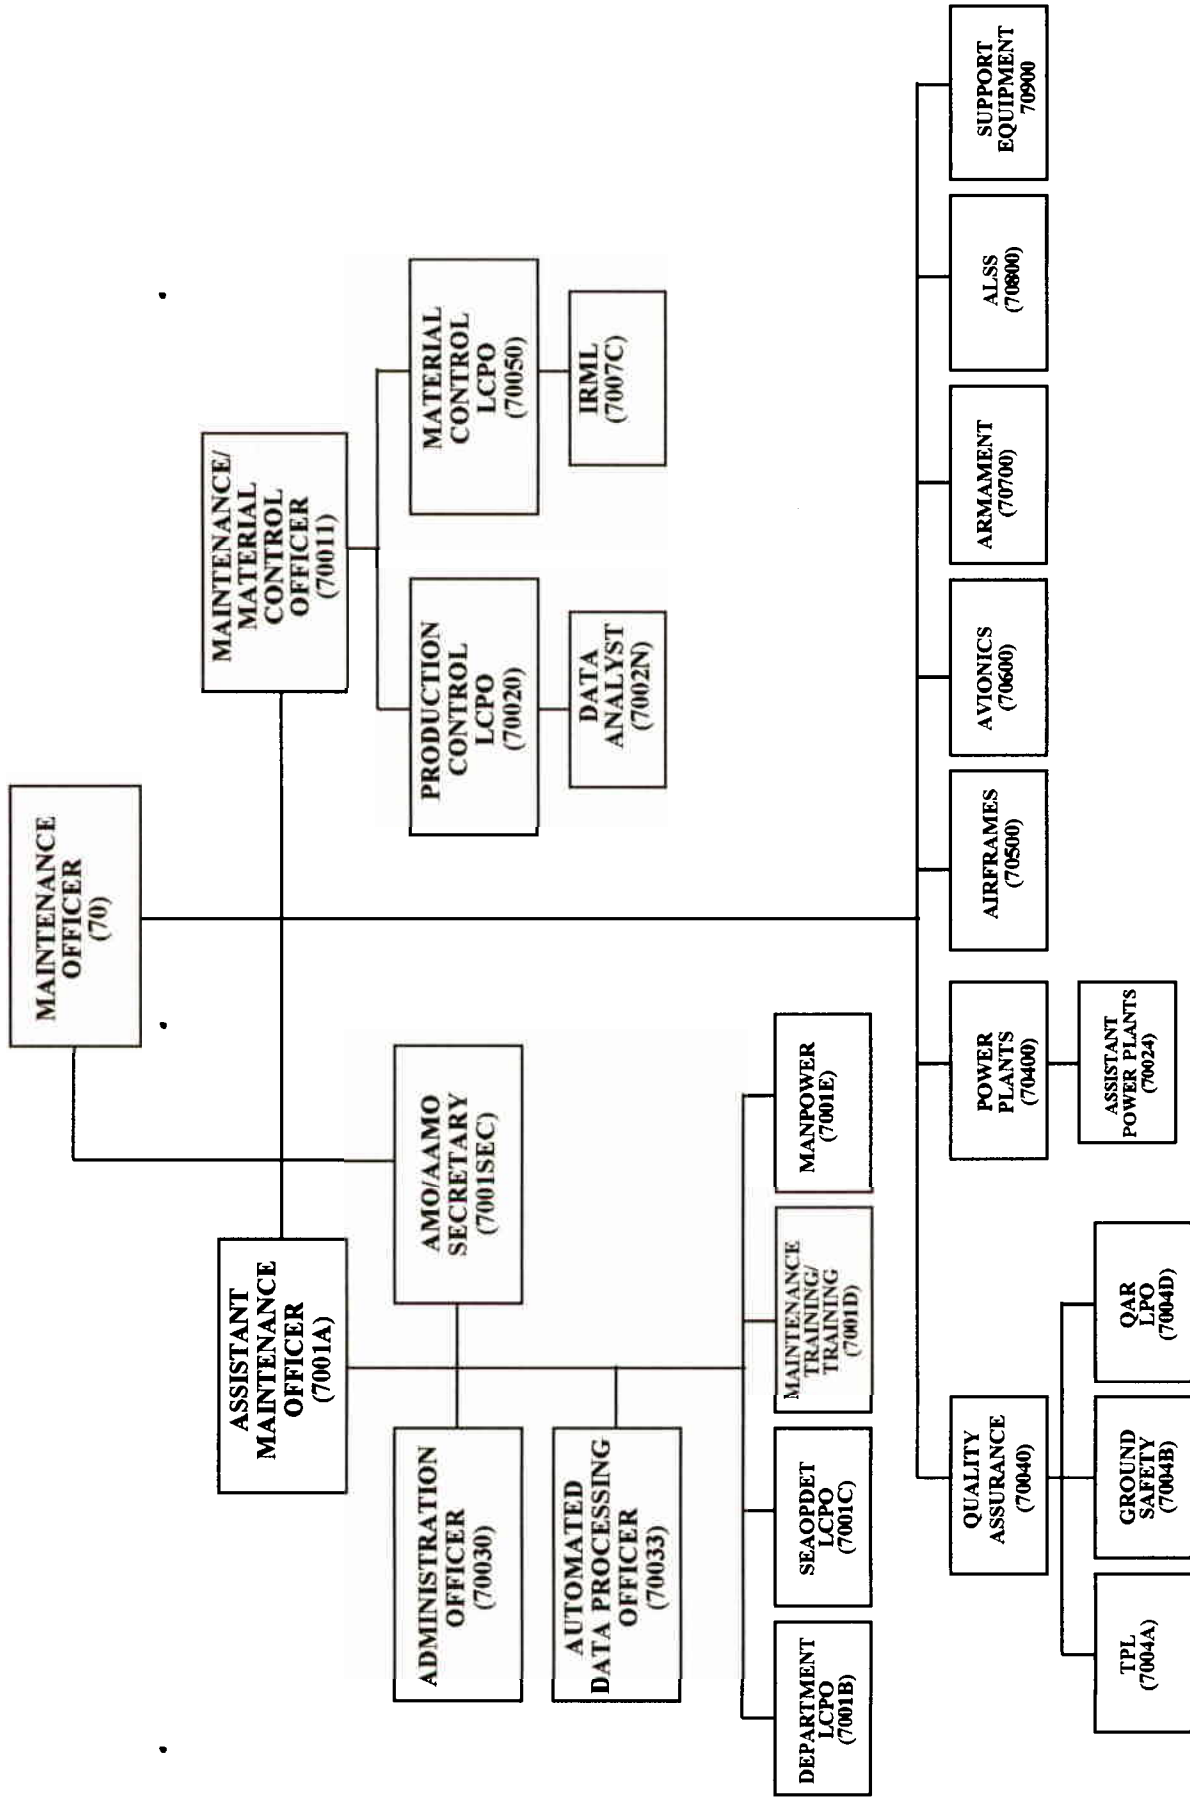 MAINTENANCE
OFFICER
(70)
ASSISTANT
MAINTENANCE
OFFICER
(7001A)
MAINTENANCE/
MATERIAL
CONTROL
OFFICER
(70011)
ADMINISTRATION
OFFICER
(70030)
AMO/AAMO
SECRETARY
(7001SEC)
PRODUCTION
CONTROL
LCPO
(70020)
MATERIAL
CONTROL
LCPO
(70050)
AUTOMATED
DATA PROCESSING
OFFICER
(70033)
DATA
ANALYST
(7002N)
IRML
(7007C)
DEPARTMENT
LCPO
(7001B)
SEAOPDET
LCPO
(7001C)
MAINTENANCE
TRAINING/
TRAINING
(7001D)
MANPOWER
(7001E)
QUALITY
ASSURANCE
(70040)
POWER
PLANTS
(70400)
AIRFRAMES
(70500)
AVIONICS
(70600)
ARMAMENT
(70700)
ALSS
(70800)
SUPPORT
EQUIPMENT
70900
TPL
(7004A)
GROUND
SAFETY
(7004B)
QAR
LPO
(7004D)
ASSISTANT
POWER PLANTS
(70024)